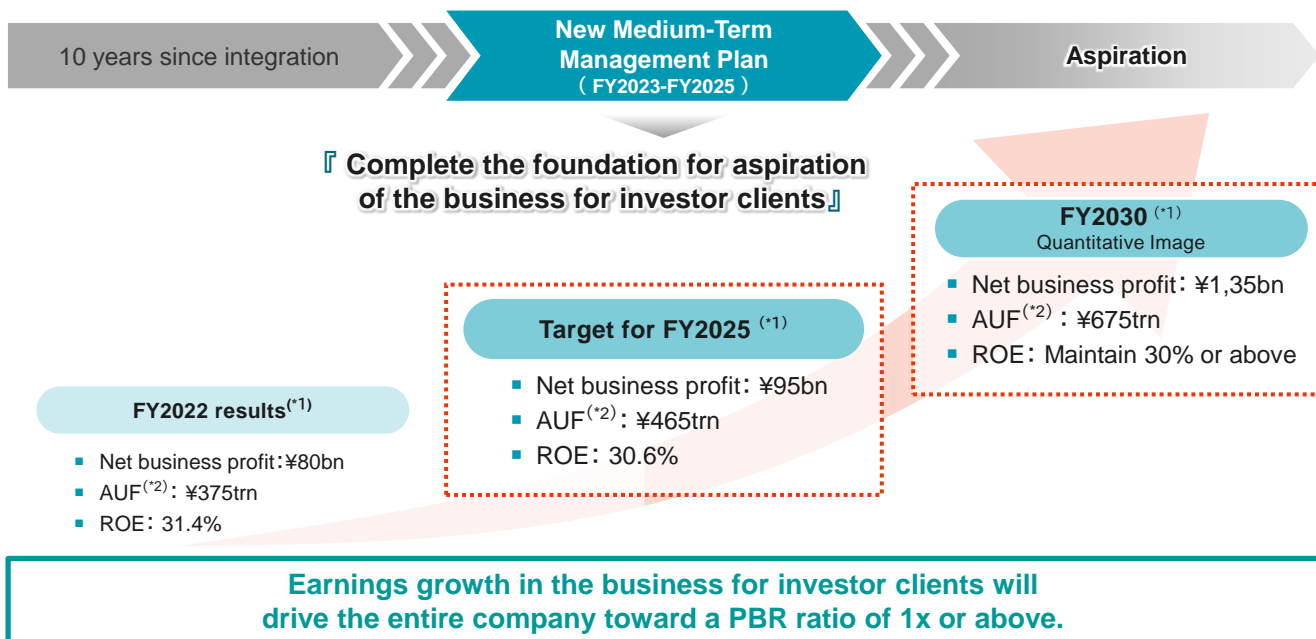 10 years since integration
New Medium-Term
Management Plan
( FY2023-FY2025 )
Aspiration
『 Complete the foundation for aspiration
of the business for investor clients』
FY2022 results(*1)
■ Net business profit:¥80bn
■ AUF(*2): ¥375trn
■ ROE: 31.4%
Target for FY2025 (*1)
■ Net business profit: ¥95bn
■ AUF(*2): ¥465trn
■ ROE: 30.6%
FY2030 (*1)
Quantitative Image
■ Net business profit: ¥1,35bn
■ AUF(*2) : ¥675trn
■ ROE: Maintain 30% or above
Earnings growth in the business for investor clients will
drive the entire company toward a PBR ratio of 1x or above.